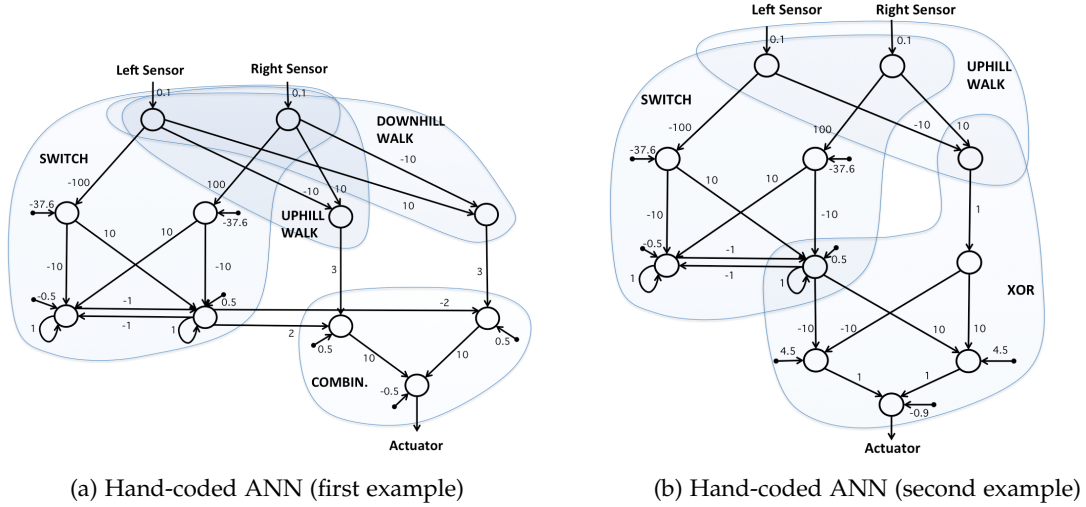 Left Sensor Right Sensor
0.1 0.1
DOWNHILL
WALK
SWITCH
-100 100 -10 10 -10 10
-37.6 -37.6
UPHILL
WALK
-10 10 10 -10 3 3
-0.5 -1 0.5 -2
1 -1 1 2
0.5 0.5
10 10
COMBIN.
-0.5
Actuator
(a) Hand-coded ANN (first example)
Left Sensor Right Sensor
0.1 0.1
UPHILL
WALK
SWITCH
-100 100 -10 10
-37.6 -37.6
10 10 1
-10 -10
-0.5 -1 0.5
1 -1 1
XOR
-10 -10 10 10
4.5 4.5
1 1
-0.9
Actuator
(b) Hand-coded ANN (second example)